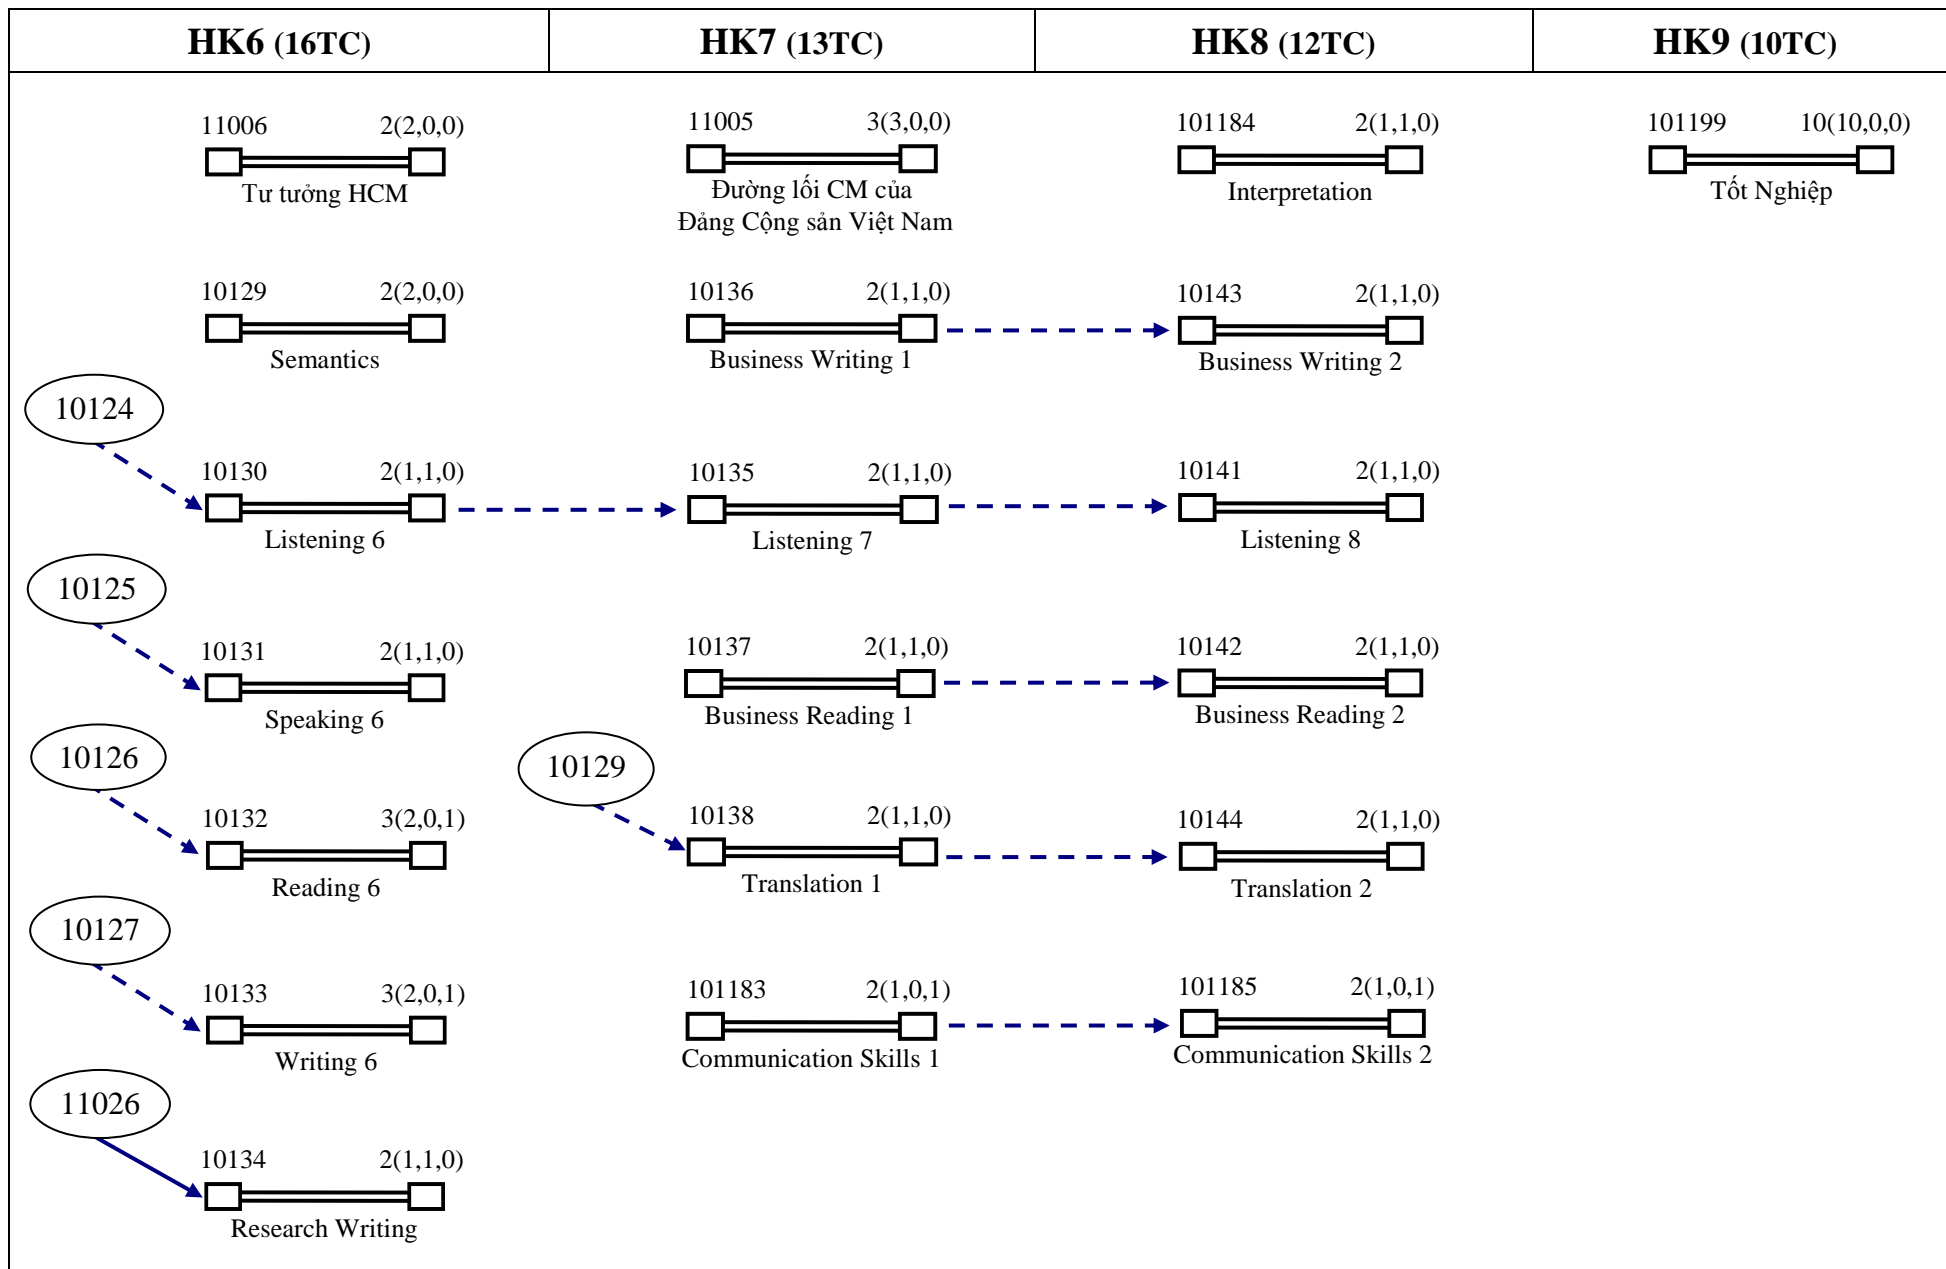 HK6 (16TC)
HK7 (13TC)
HK8 (12TC)
HK9 (10TC)
11006 2(2,0,0)
Tư tưởng HCM
11005 3(3,0,0)
Đường lối CM của
Đảng Cộng sản Việt Nam
101184 2(1,1,0)
Interpretation
101199 10(10,0,0)
Tốt Nghiệp
10129 2(2,0,0)
Semantics
10136 2(1,1,0)
Business Writing 1
10143 2(1,1,0)
Business Writing 2
10124
10130 2(1,1,0)
Listening 6
10135 2(1,1,0)
Listening 7
10141 2(1,1,0)
Listening 8
10125
10131 2(1,1,0)
Speaking 6
10137 2(1,1,0)
Business Reading 1
10142 2(1,1,0)
Business Reading 2
10126
10132 3(2,0,1)
Reading 6
10129
10138 2(1,1,0)
Translation 1
10144 2(1,1,0)
Translation 2
10127
10133 3(2,0,1)
Writing 6
101183 2(1,0,1)
Communication Skills 1
101185 2(1,0,1)
Communication Skills 2
11026
10134 2(1,1,0)
Research Writing